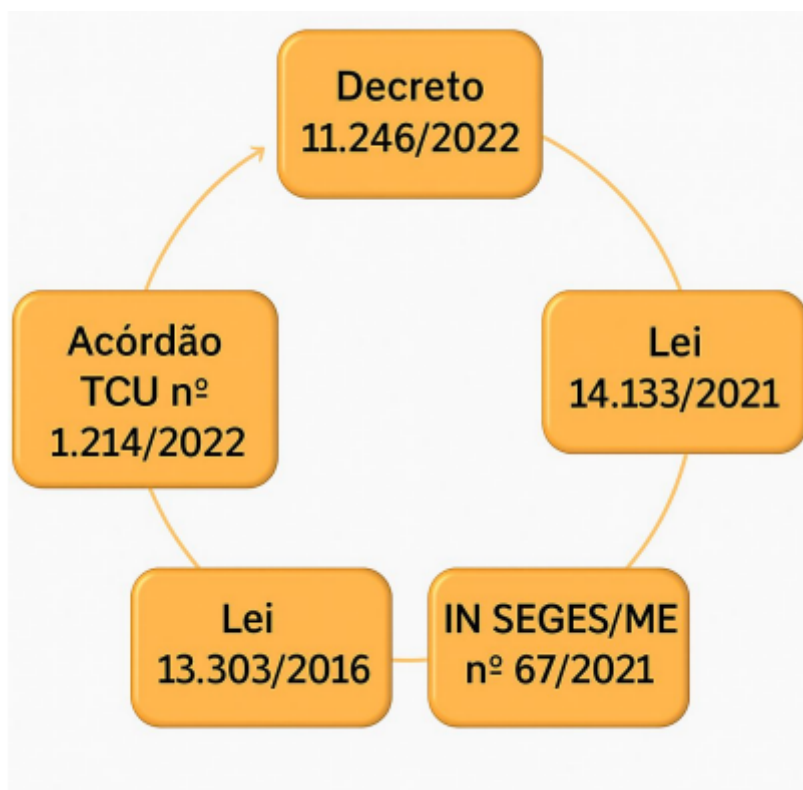 Decreto
11.246/2022
Lei
14.133/2021
IN SEGES/ME
nº 67/2021
Lei
13.303/2016
Acórdão
TCU nº
1.214/2022